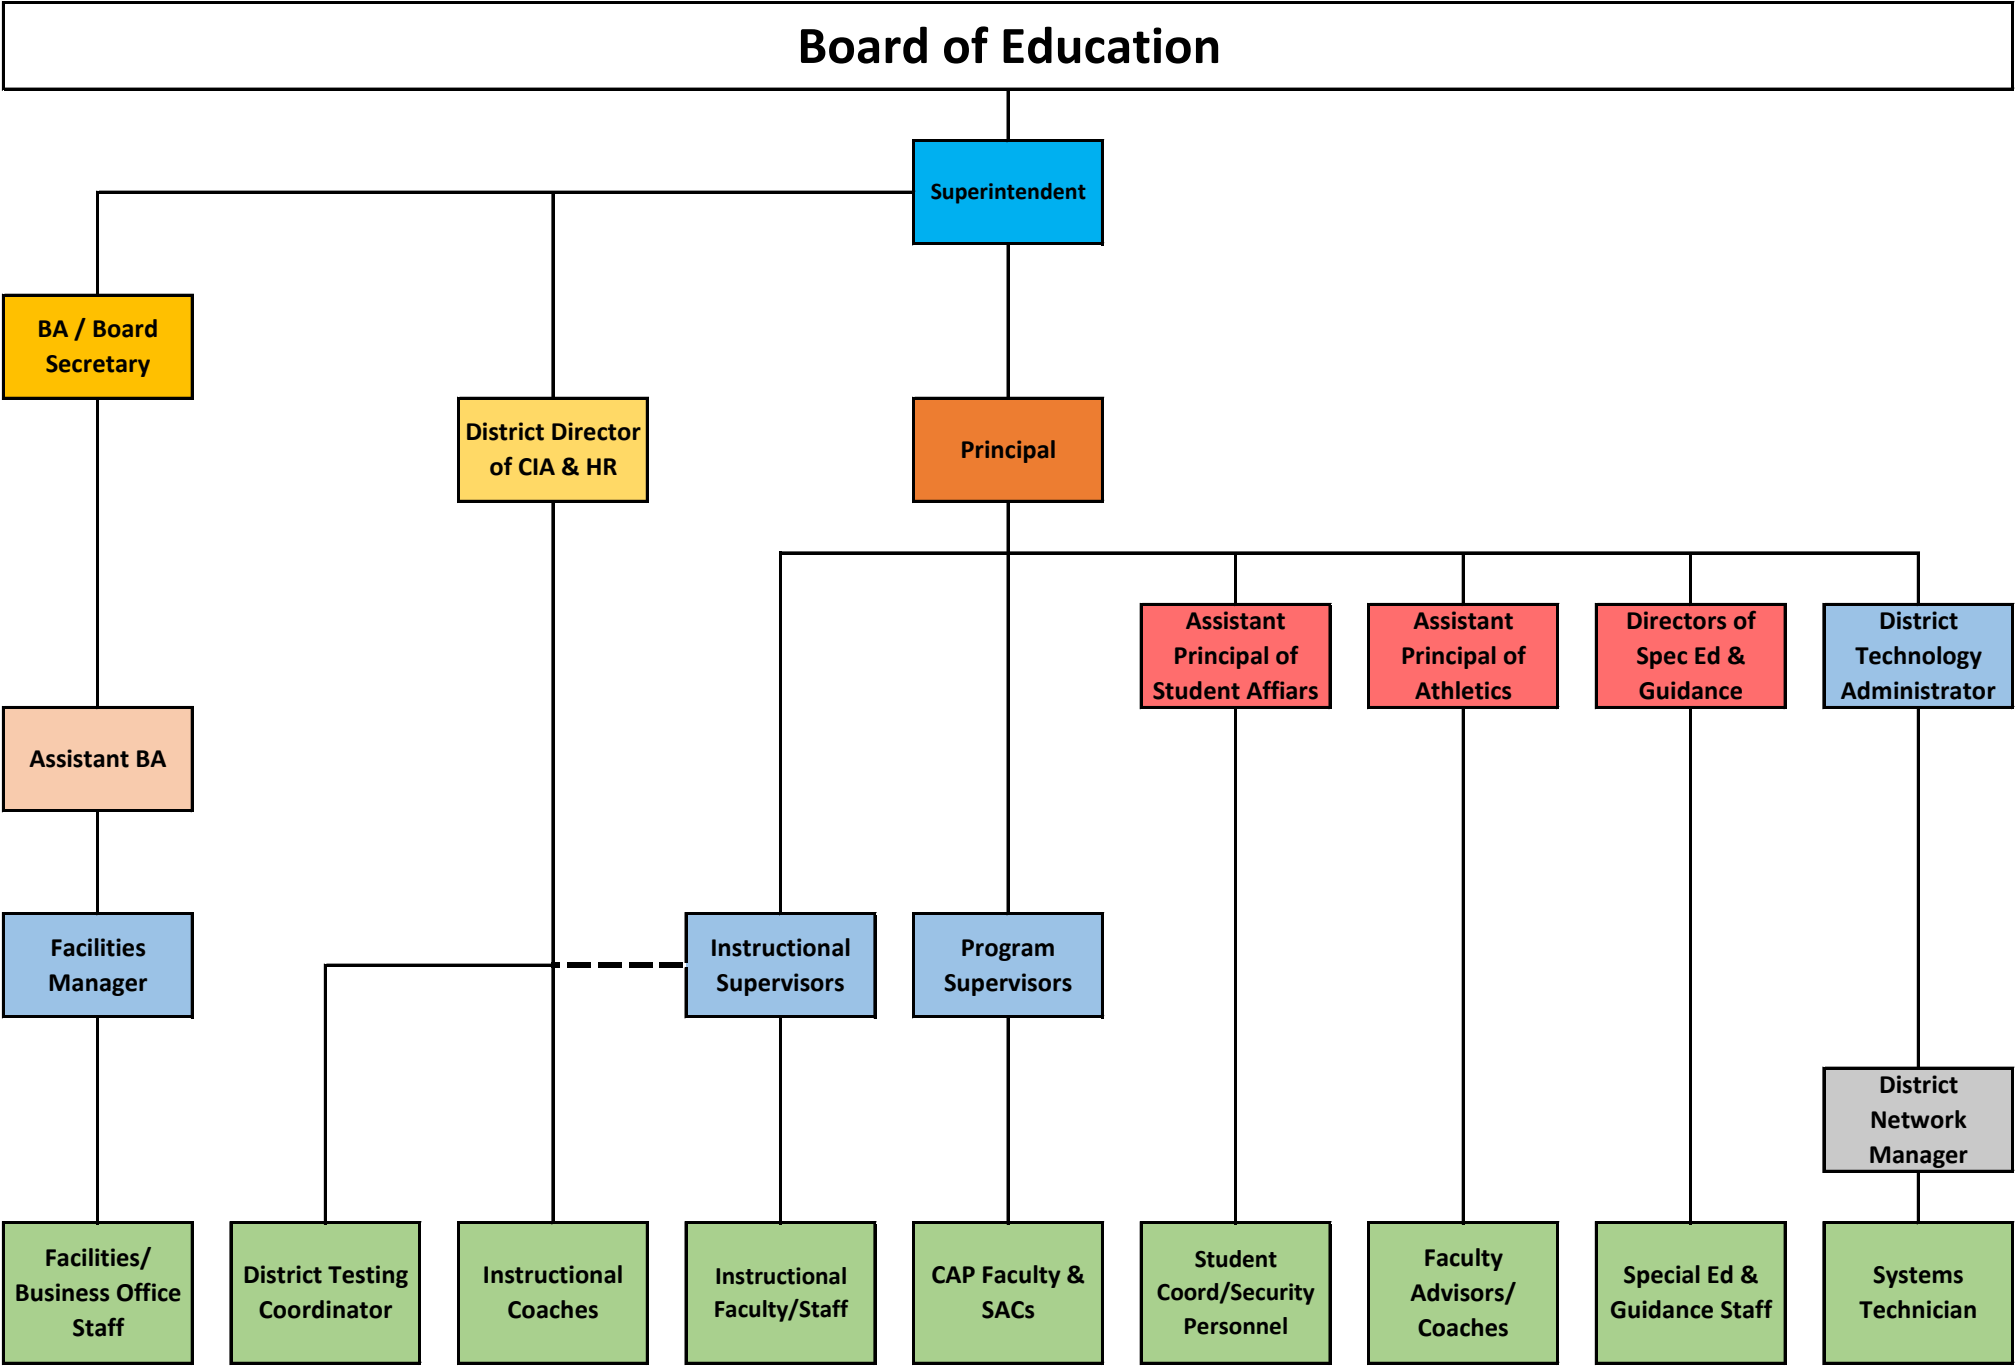 Board of Education
Superintendent
BA / Board
Secretary
District Director
of CIA & HR
Principal
Assistant
Principal of
Student Affiars
Assistant
Principal of
Athletics
Directors of
Spec Ed &
Guidance
District
Technology
Administrator
Assistant BA
Facilities
Manager
Instructional
Supervisors
Program
Supervisors
District
Network
Manager
Facilities/
Business Office
Staff
District Testing
Coordinator
Instructional
Coaches
Instructional
Faculty/Staff
CAP Faculty &
SACs
Student
Coord/Security
Personnel
Faculty
Advisors/
Coaches
Special Ed &
Guidance Staff
Systems
Technician